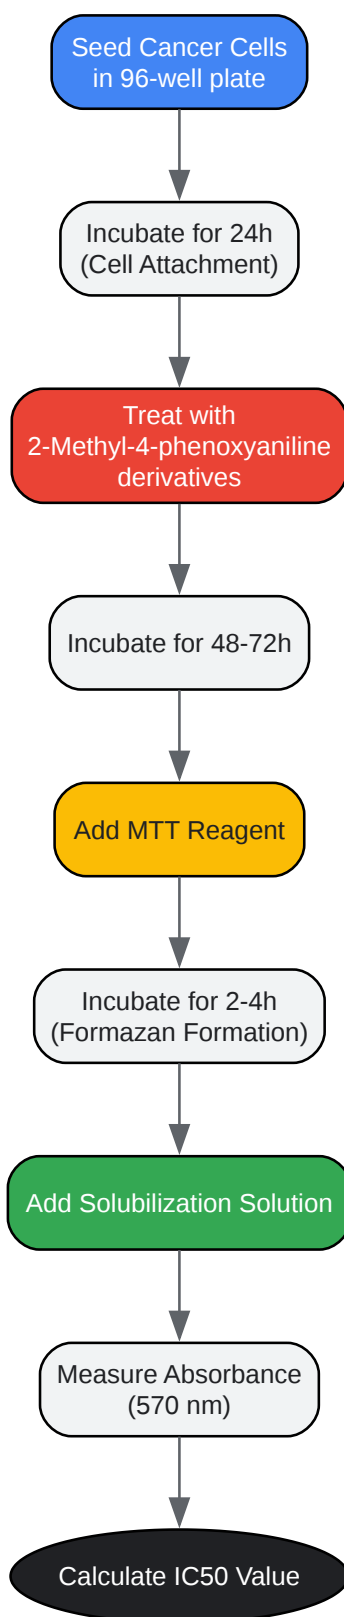 Seed Cancer Cells
in 96-well plate
Incubate for 24h
(Cell Attachment)
Treat with
2-Methyl-4-phenoxyaniline
derivatives
Incubate for 48-72h
Add MTT Reagent
Incubate for 2-4h
(Formazan Formation)
Add Solubilization Solution
Measure Absorbance
(570 nm)
Calculate IC50 Value